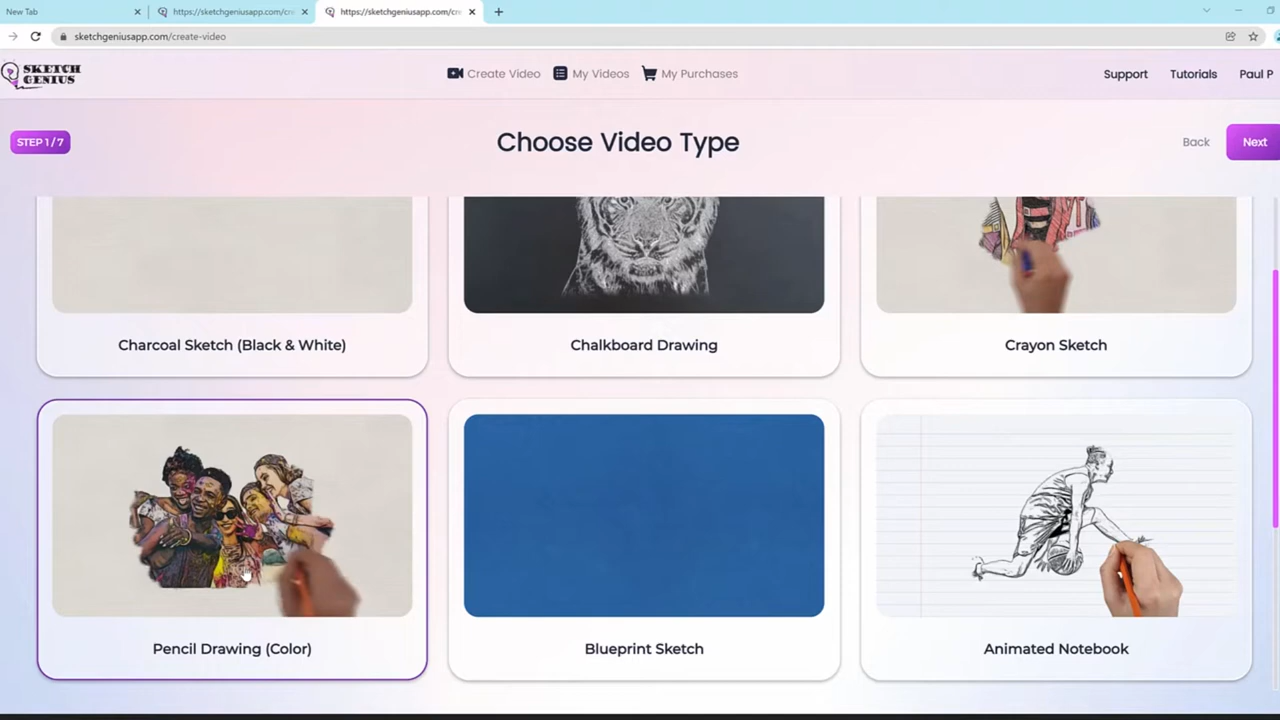 New Tab
https://sketchgeniusapp.com/cr
https://sketchgeniusapp.com/cr
sketchgeniusapp.com/create-video
SKETCH
GENIUS
Create Video
My Videos
My Purchases
Support
Tutorials
Paul P
STEP 1 / 7
Choose Video Type
Back
Next
Charcoal Sketch (Black & White)
Chalkboard Drawing
Crayon Sketch
Pencil Drawing (Color)
Blueprint Sketch
Animated Notebook